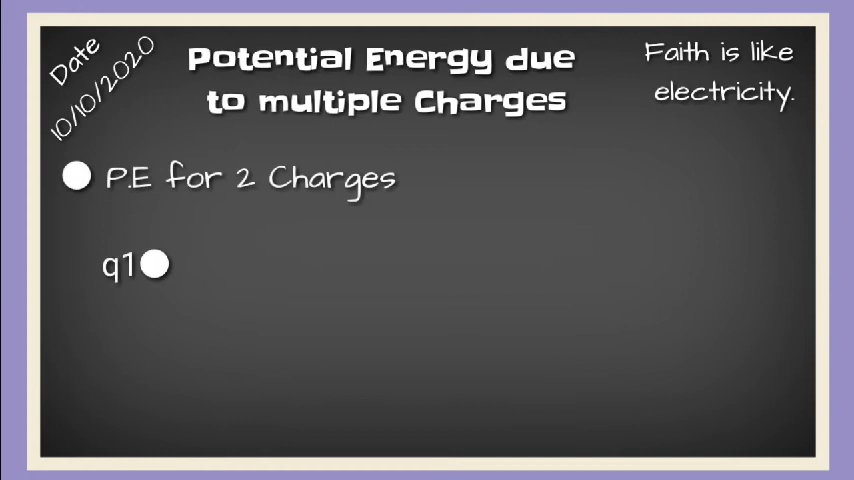 Date
10/10/2020
Potential Energy due
to multiple Charges
Faith is like
electricity.
P.E for 2 Charges
q1